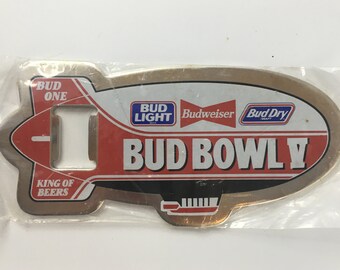 BUD
ONE
BUD
LIGHT
Budweiser
Bud Dry
BUD BOWL V
KING OF
BEERS